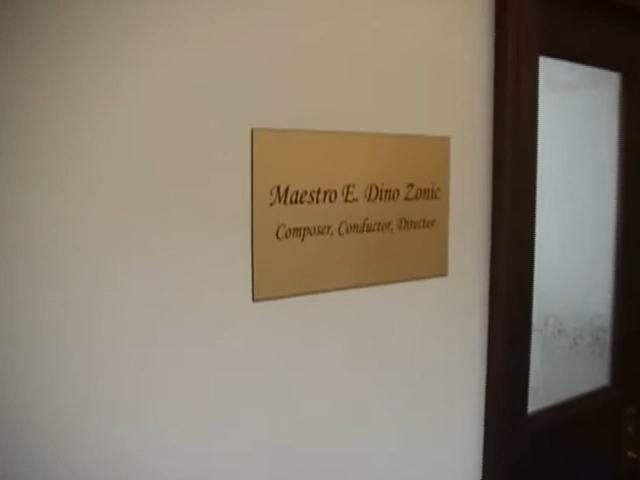 Maestro E. Dino Zonic
Composer, Conductor, Director